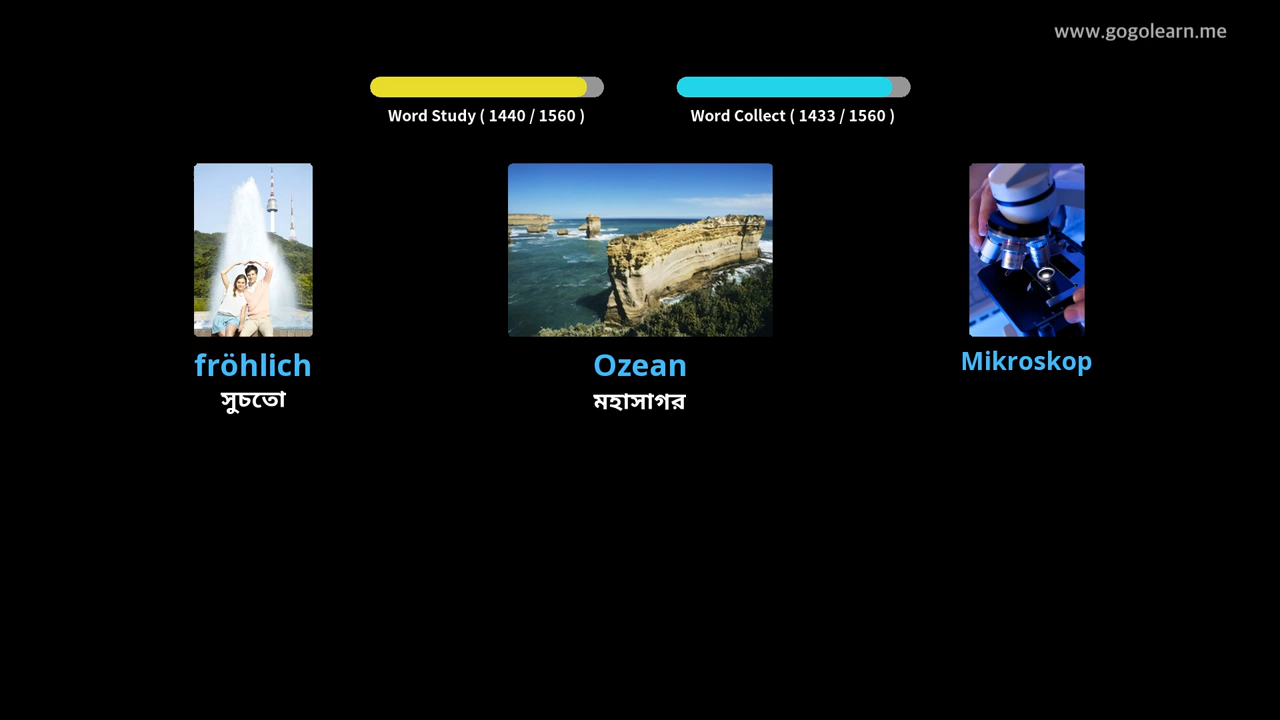 www.gogolearn.me
Word Study ( 1440 / 1560 )
Word Collect ( 1433 / 1560 )
fröhlich
সুচতো
Ozean
মহাসাগর
Mikroskop